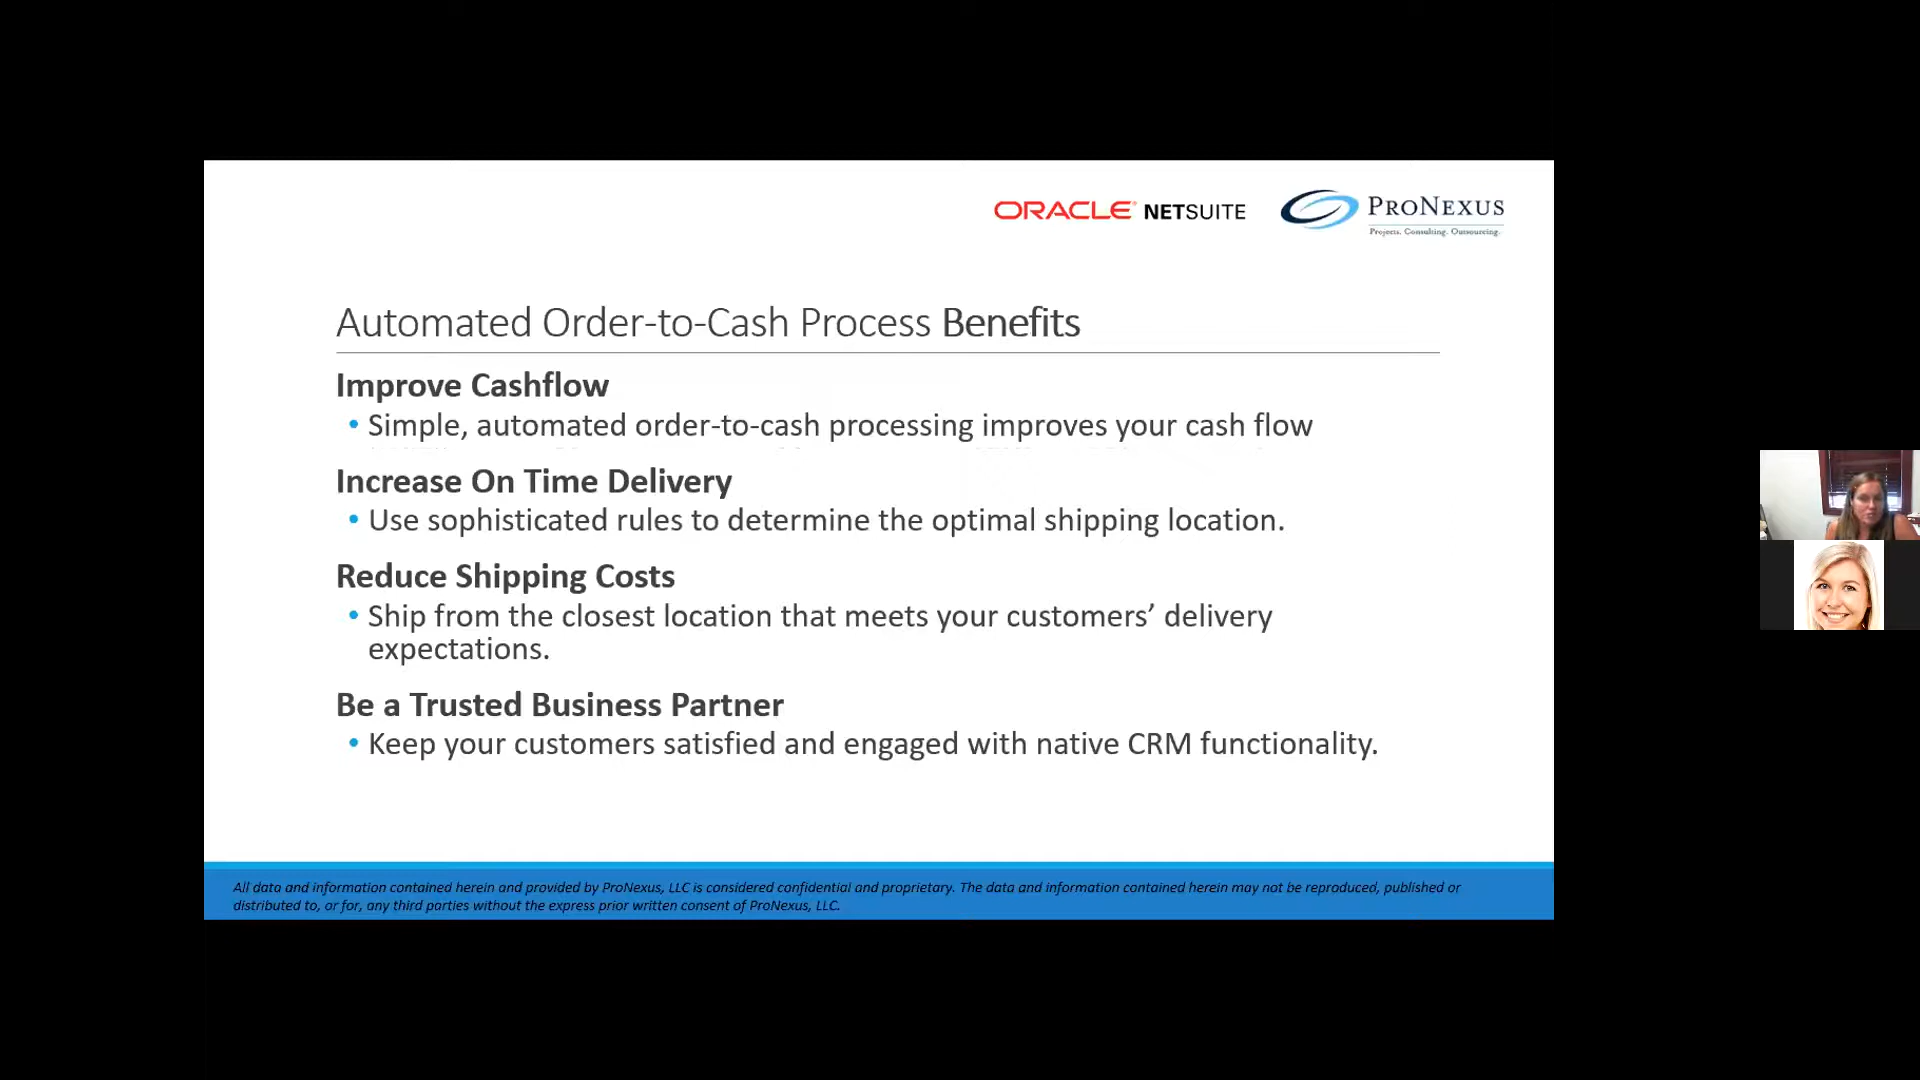 ORACLE NETSUITE
PRONEXUS
Projects. Consulting. Outsourcing.
Automated Order-to-Cash Process Benefits
Improve Cashflow
• Simple, automated order-to-cash processing improves your cash flow
Increase On Time Delivery
• Use sophisticated rules to determine the optimal shipping location.
Reduce Shipping Costs
• Ship from the closest location that meets your customers’ delivery
expectations.
Be a Trusted Business Partner
• Keep your customers satisfied and engaged with native CRM functionality.
All data and information contained herein and provided by ProNexus, LLC is considered confidential and proprietary. The data and information contained herein may not be reproduced, published or
distributed to, or for, any third parties without the express prior written consent of ProNexus, LLC.